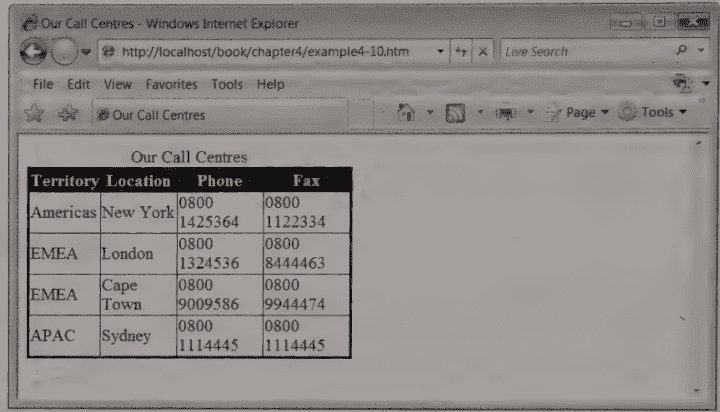 Our Call Centres - Windows Internet Explorer
http://localhost/book/chapter4/example4-10.htm
Live Search
File Edit View Favorites Tools Help
Our Call Centres
Page Tools
Our Call Centres
Territory Location Phone Fax
Americas New York 0800 1425364 0800 1122334
EMEA London 0800 1324536 0800 8444463
EMEA Cape Town 0800 9009586 0800 9944474
APAC Sydney 0800 1114445 0800 1114445